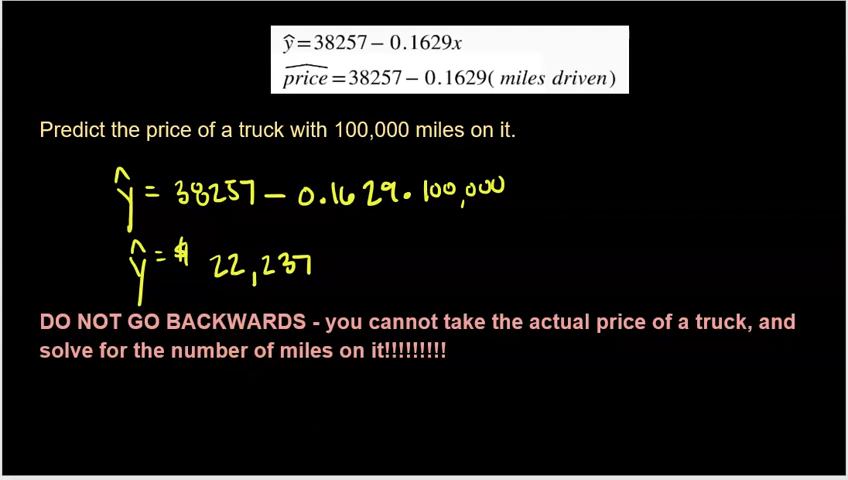 ŷ=38257−0.1629x
price^=38257−0.1629( miles driven)
Predict the price of a truck with 100,000 miles on it.
ŷ = 38257 − 0.1629 • 100,000
ŷ = $ 22,237
DO NOT GO BACKWARDS - you cannot take the actual price of a truck, and
solve for the number of miles on it!!!!!!!!!